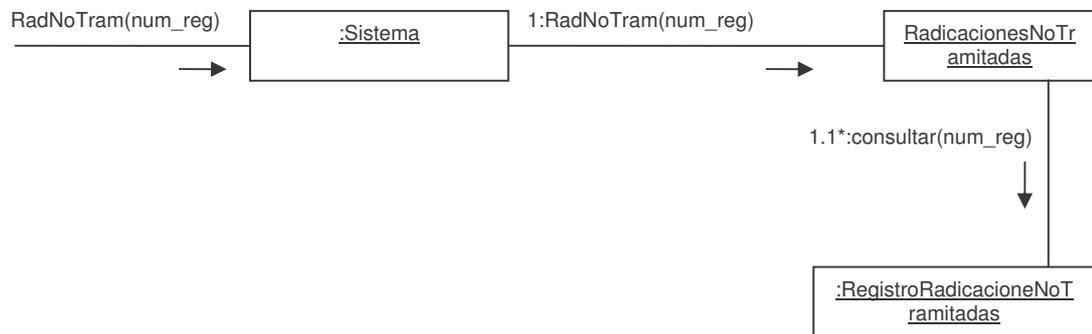 RadNoTram(num_reg)
:Sistema
1:RadNoTram(num_reg)
RadicacionesNoTr
amitadas
1.1*:consultar(num_reg)
:RegistroRadicacioneNoT
ramitadas